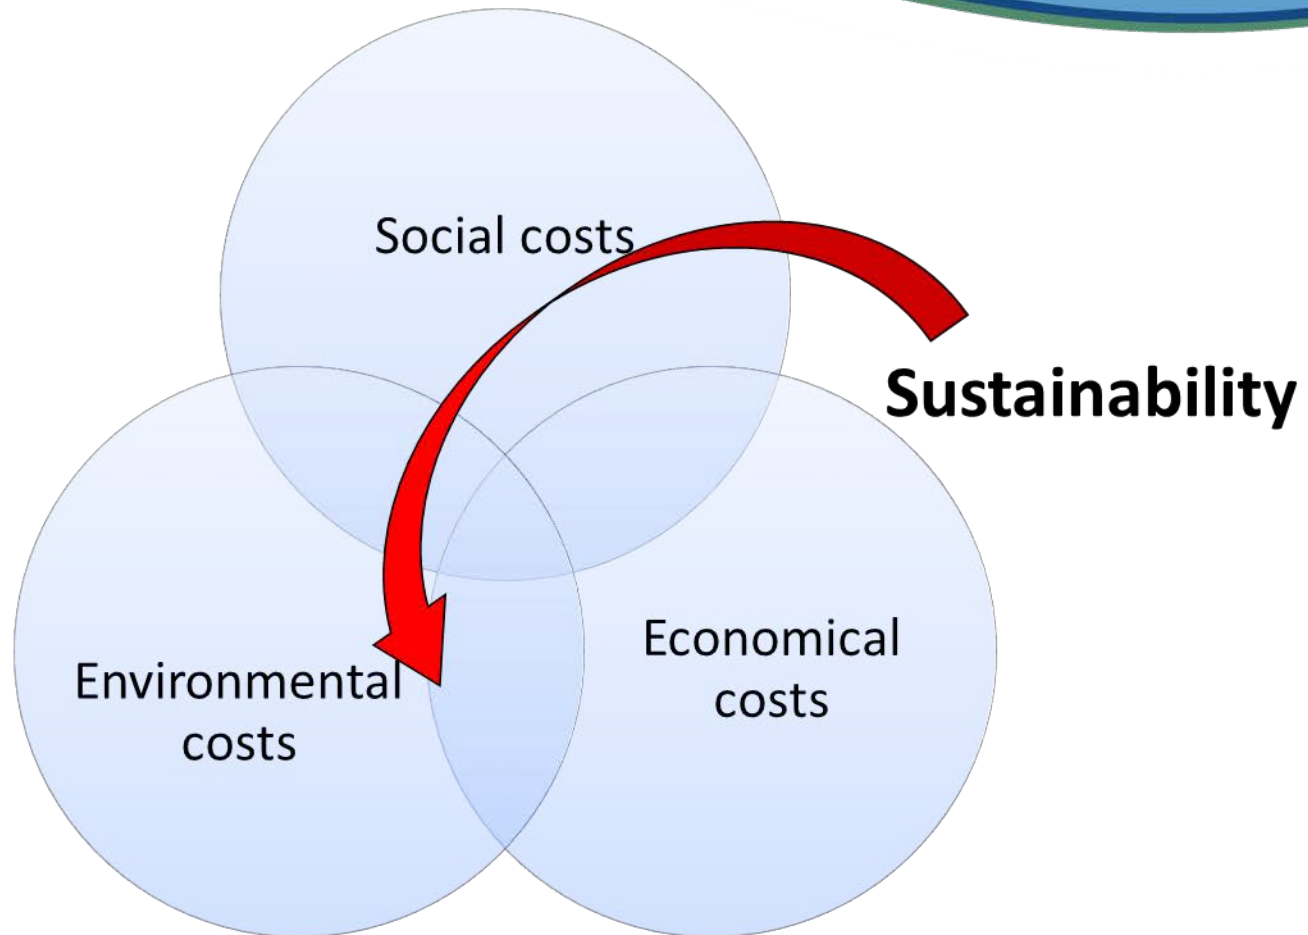 Social costs
Sustainability
Economical
costs
Environmental
costs